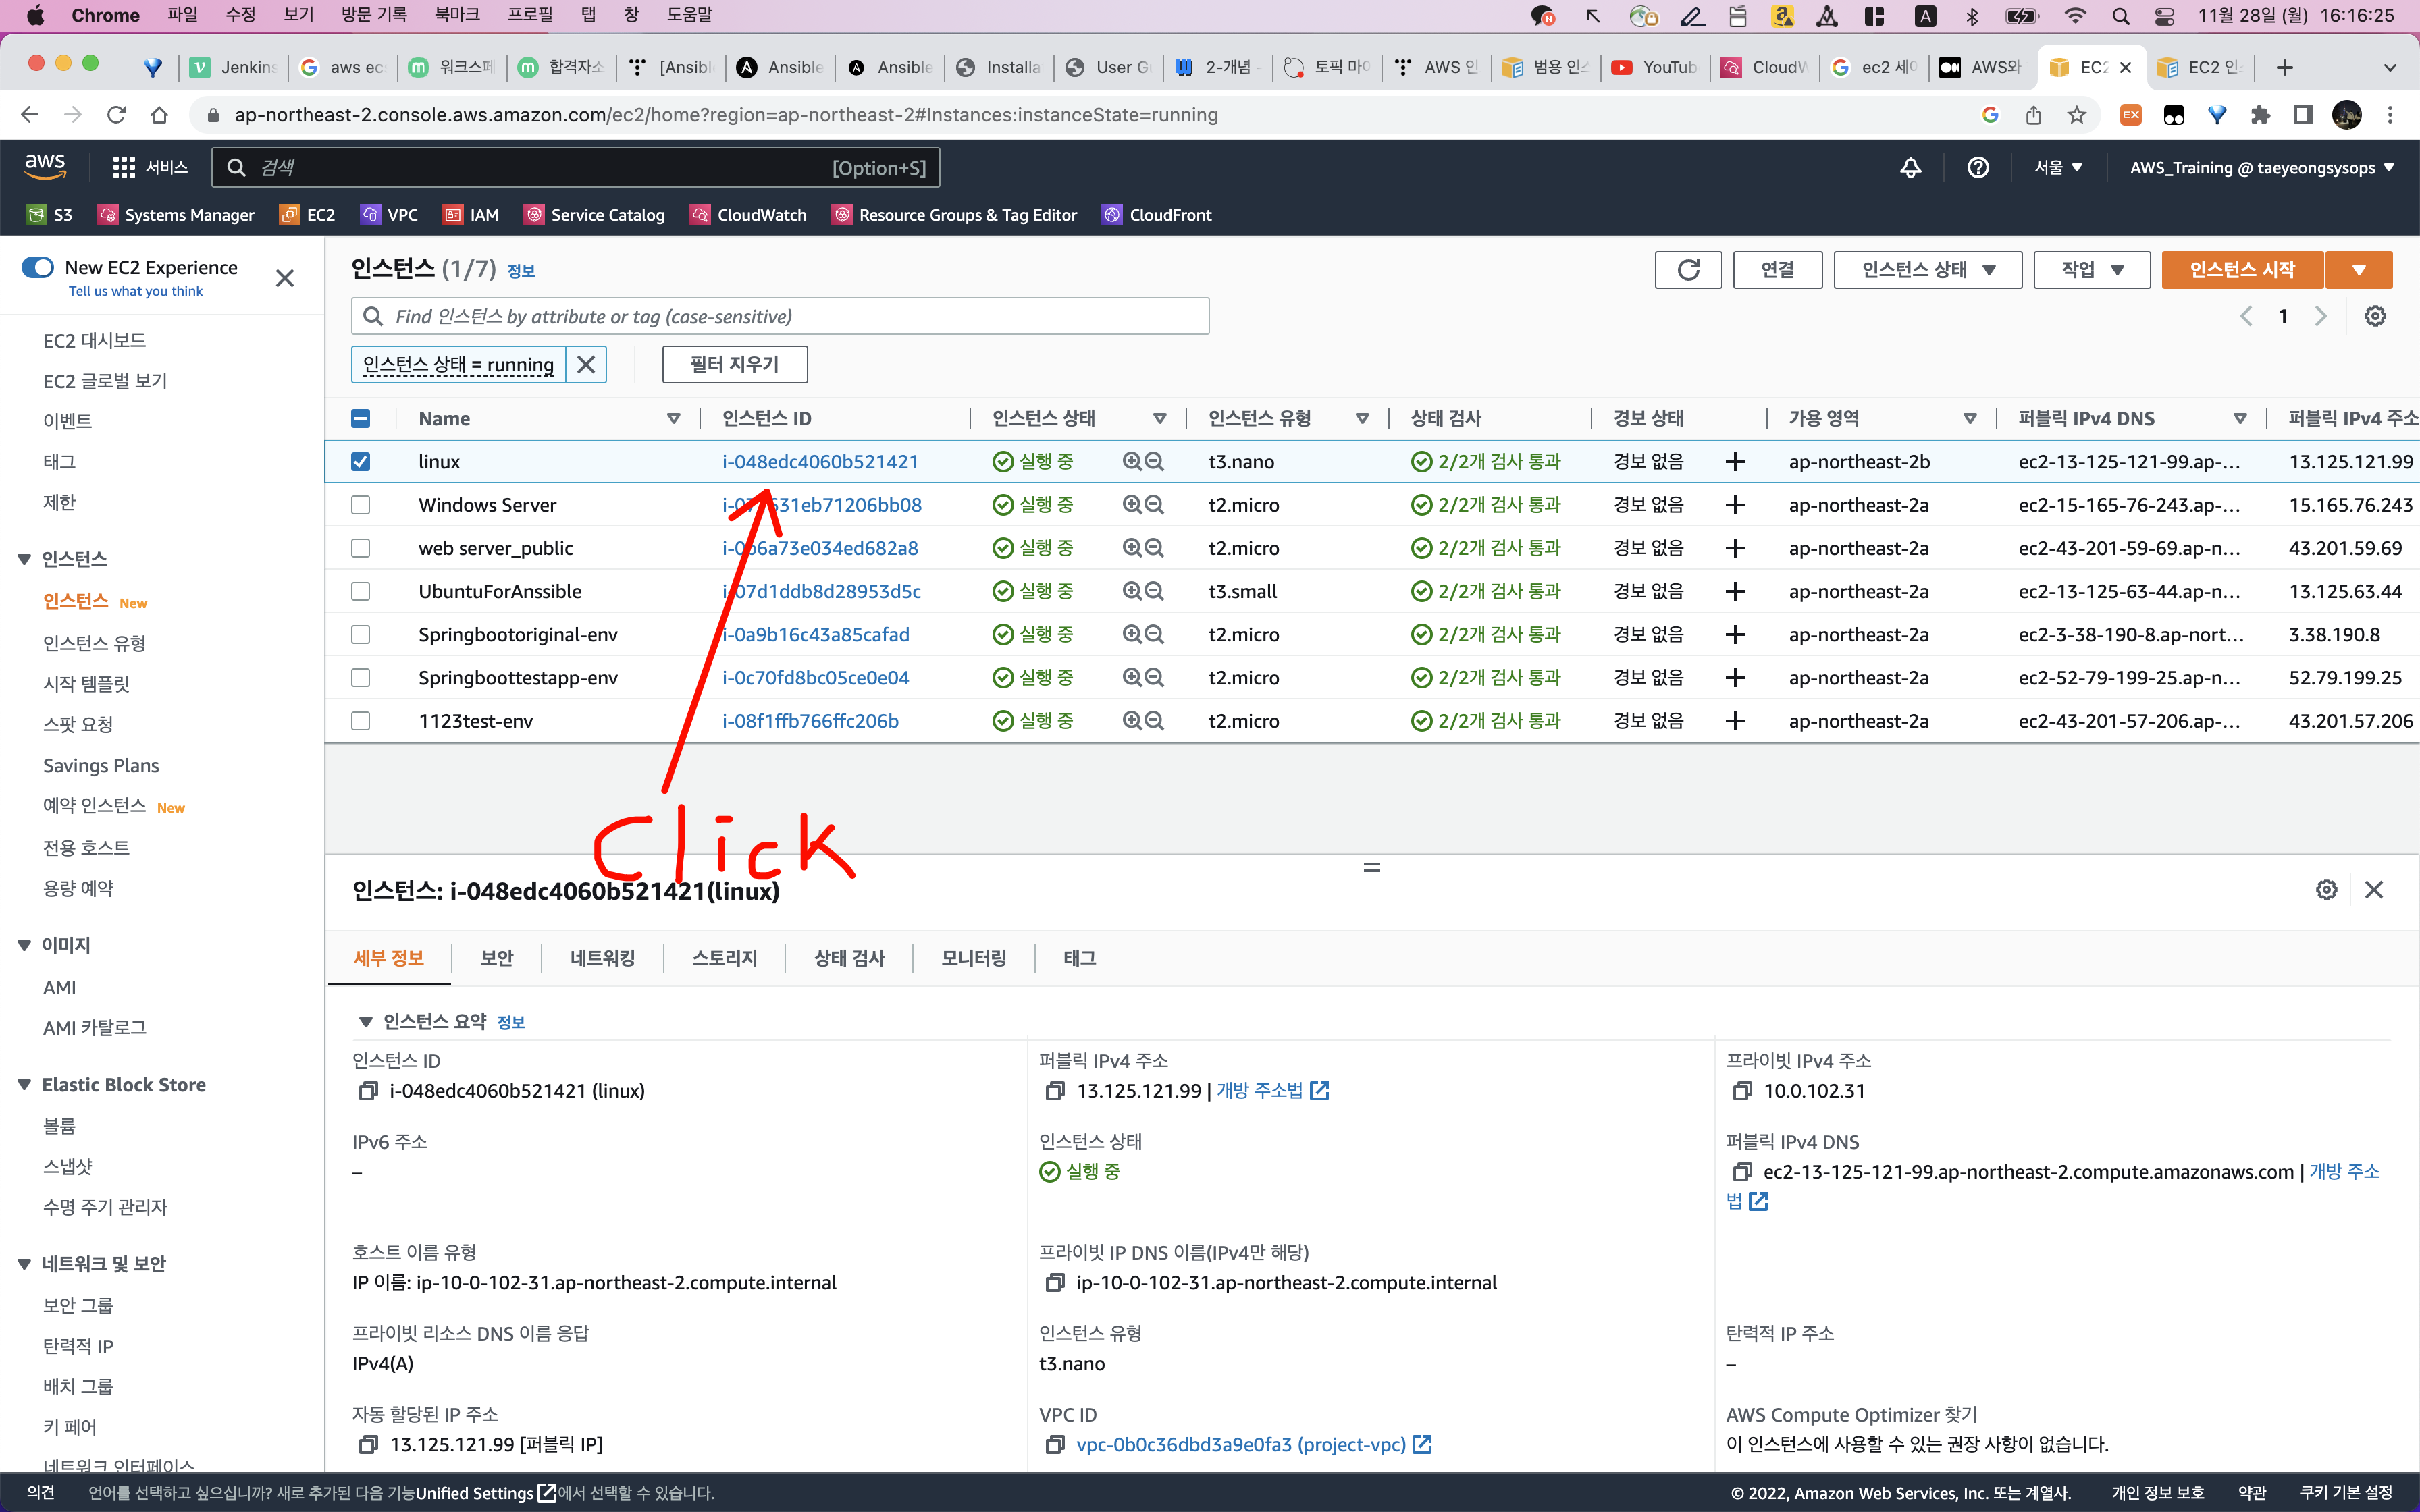 Chrome 파일 수정 보기 방문 기록 북마크 프로필 탭 창 도움말 11월 28일 (월) 16:16:25
Jenkins aws ec 워크스페 합격자소 [Ansibl Ansible Ansible Installa User G 2-개념 - 토픽 마이 AWS 인 범용 인스 YouTub CloudW ec2 세 AWS와 EC2 EC2 인
ap-northeast-2.console.aws.amazon.com/ec2/home?region=ap-northeast-2#Instances:instanceState=running
aws 서비스 검색 [Option+S] 서울 AWS_Training @ taeyeongsysops
S3 Systems Manager EC2 VPC IAM Service Catalog CloudWatch Resource Groups & Tag Editor CloudFront
New EC2 Experience
Tell us what you think
EC2 대시보드
EC2 글로벌 보기
이벤트
태그
제한
인스턴스
인스턴스 New
인스턴스 유형
시작 템플릿
스팟 요청
Savings Plans
예약 인스턴스 New
전용 호스트
용량 예약
이미지
AMI
AMI 카탈로그
Elastic Block Store
볼륨
스냅샷
수명 주기 관리자
네트워크 및 보안
보안 그룹
탄력적 IP
배치 그룹
키 페어
네트워크 인터페이스
인스턴스 (1/7) 정보 연결 인스턴스 상태 작업 인스턴스 시작
Find 인스턴스 by attribute or tag (case-sensitive) 1
인스턴스 상태 = running 필터 지우기
Name 인스턴스 ID 인스턴스 상태 인스턴스 유형 상태 검사 경보 상태 가용 영역 퍼블릭 IPv4 DNS 퍼블릭 IPv4 주소
linux i-048edc4060b521421 실행 중 t3.nano 2/2개 검사 통과 경보 없음 ap-northeast-2b ec2-13-125-121-99.ap-... 13.125.121.99
Windows Server 실행 중 t2.micro 2/2개 검사 통과 경보 없음 ap-northeast-2a ec2-15-165-76-243.ap-... 15.165.76.243
web server_public i-0b6a73e034ed682a8 실행 중 t2.micro 2/2개 검사 통과 경보 없음 ap-northeast-2a ec2-43-201-59-69.ap-n... 43.201.59.69
UbuntuForAnssible i-07d1ddb8d28953d5c 실행 중 t3.small 2/2개 검사 통과 경보 없음 ap-northeast-2a ec2-13-125-63-44.ap-n... 13.125.63.44
Springbootoriginal-env i-0a9b16c43a85cafad 실행 중 t2.micro 2/2개 검사 통과 경보 없음 ap-northeast-2a ec2-3-38-190-8.ap-nort... 3.38.190.8
Springboottestapp-env i-0c70fd8bc05ce0e04 실행 중 t2.micro 2/2개 검사 통과 경보 없음 ap-northeast-2a ec2-52-79-199-25.ap-n... 52.79.199.25
1123test-env i-08f1ffb766ffc206b 실행 중 t2.micro 2/2개 검사 통과 경보 없음 ap-northeast-2a ec2-43-201-57-206.ap-... 43.201.57.206
Click
인스턴스: i-048edc4060b521421(linux)
세부 정보 보안 네트워킹 스토리지 상태 검사 모니터링 태그
인스턴스 요약 정보
인스턴스 ID
i-048edc4060b521421 (linux)
퍼블릭 IPv4 주소
13.125.121.99 | 개방 주소법
프라이빗 IPv4 주소
10.0.102.31
IPv6 주소
–
인스턴스 상태
실행 중
퍼블릭 IPv4 DNS
ec2-13-125-121-99.ap-northeast-2.compute.amazonaws.com | 개방 주소
법
호스트 이름 유형
IP 이름: ip-10-0-102-31.ap-northeast-2.compute.internal
프라이빗 IP DNS 이름(IPv4만 해당)
ip-10-0-102-31.ap-northeast-2.compute.internal
프라이빗 리소스 DNS 이름 응답
IPv4(A)
인스턴스 유형
t3.nano
탄력적 IP 주소
–
자동 할당된 IP 주소
13.125.121.99 [퍼블릭 IP]
VPC ID
vpc-0b0c36dbd3a9e0fa3 (project-vpc)
AWS Compute Optimizer 찾기
이 인스턴스에 사용할 수 있는 권장 사항이 없습니다.
의견 언어를 선택하고 싶으십니까? 새로 추가된 다음 기능Unified Settings에서 선택할 수 있습니다. © 2022, Amazon Web Services, Inc. 또는 계열사. 개인 정보 보호 약관 쿠키 기본 설정